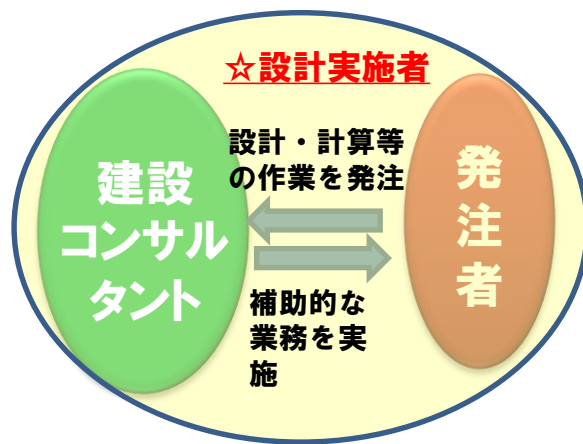 ☆設計実施者
建設
コンサル
タント
設計・計算等
の作業を発注
補助的な
業務を実
施
発
注
者